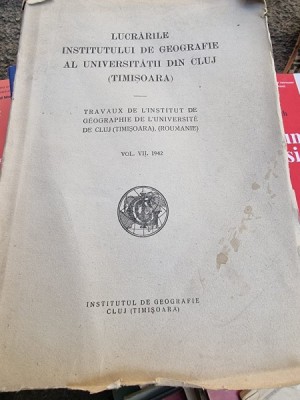 LUCRĂRILE
INSTITUTULUI DE GEOGRAFIE
AL UNIVERSITĂȚII DIN CLUJ
(TIMIȘOARA)
TRAVAUX DE L'INSTITUT DE
GÉOGRAPHIE DE L'UNIVERSITÉ
DE CLUJ (TIMIȘOARA), (ROUMANIE)
VOL. VII, 1942
INSTITUTUL DE GEOGRAFIE
CLUJ (TIMIȘOARA)